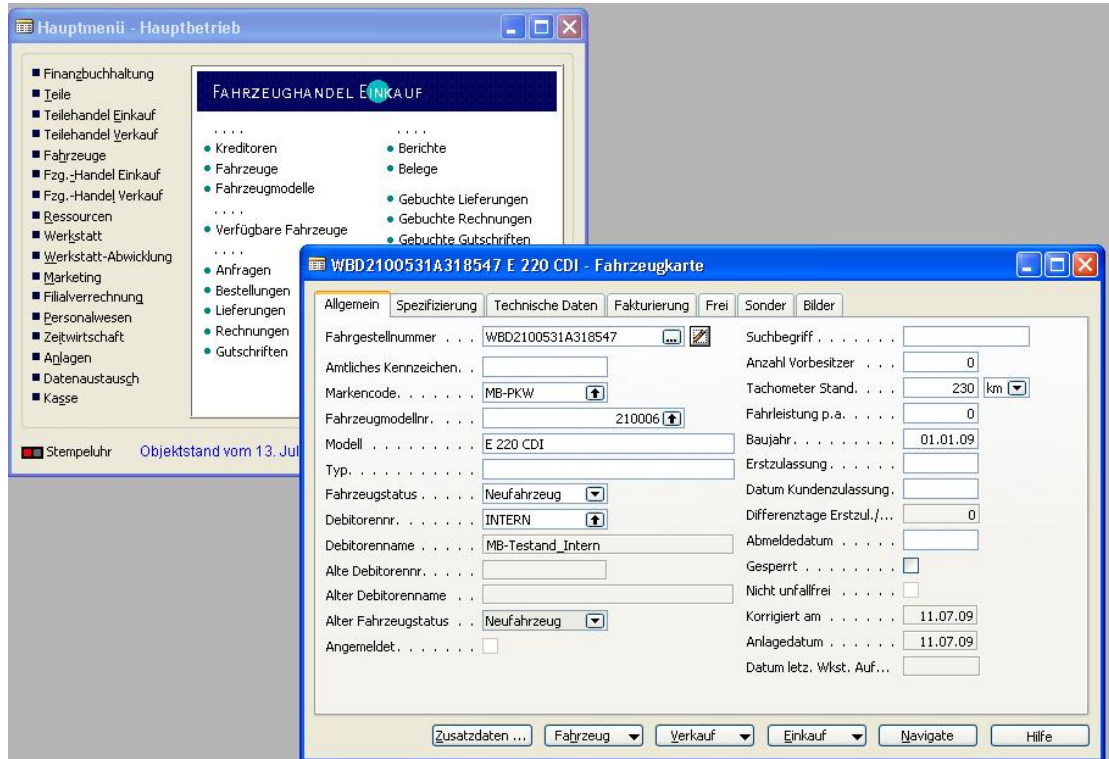 Hauptmenü - Hauptbetrieb
Finanzbuchhaltung
Teile
Teilehandel Einkauf
Teilehandel Verkauf
Fahrzeuge
Fzg.-Handel Einkauf
Fzg.-Handel Verkauf
Ressourcen
Werkstatt
Werkstatt-Abwicklung
Marketing
Filialverrechnung
Personalwesen
Zeitwirtschaft
Anlagen
Datenaustausch
Kasse
FAHRZEUGHANDEL EINKAUF
. . . .
Kreditoren
Fahrzeuge
Fahrzeugmodelle
. . . .
Verfügbare Fahrzeuge
. . . .
Anfragen
Bestellungen
Lieferungen
Rechnungen
Gutschriften
. . . .
Berichte
Belege
Gebuchte Lieferungen
Gebuchte Rechnungen
Gebuchte Gutschriften
Stempeluhr Objektstand vom 13. Jul
WBD2100531A318547 E 220 CDI - Fahrzeugkarte
Allgemein Spezifizierung Technische Daten Fakturierung Frei Sonder Bilder
Fahrgestellnummer . . . WBD2100531A318547 ...
Amtliches Kennzeichen. .
Markencode. . . . . . . . MB-PKW
Fahrzeugmodellnr. . . . . 210006
Modell . . . . . . . . . . . E 220 CDI
Typ. . . . . . . . . . . . .
Fahrzeugstatus . . . . . . Neufahrzeug
Debitorennr. . . . . . . . INTERN
Debitorenname . . . . . . MB-Testand_Intern
Alte Debitorennr. . . . .
Alter Debitorenname . .
Alter Fahrzeugstatus . . Neufahrzeug
Angemeldet. . . . . . . .
Suchbegriff . . . . . . .
Anzahl Vorbesitzer . . . 0
Tachometer Stand. . . . . 230 km
Fahrleistung p.a. . . . . . 0
Baujahr. . . . . . . . . . 01.01.09
Erstzulassung . . . . . .
Datum Kundenzulassung.
Differenztage Erstzul./... 0
Abmeldedatum . . . . .
Gesperrt . . . . . . . .
Nicht unfallfrei . . . . .
Korrigiert am . . . . . . 11.07.09
Anlagedatum . . . . . . 11.07.09
Datum letz. Wkst. Auf...
Zusatzdaten ... Fahrzeug Verkauf Einkauf Navigate Hilfe